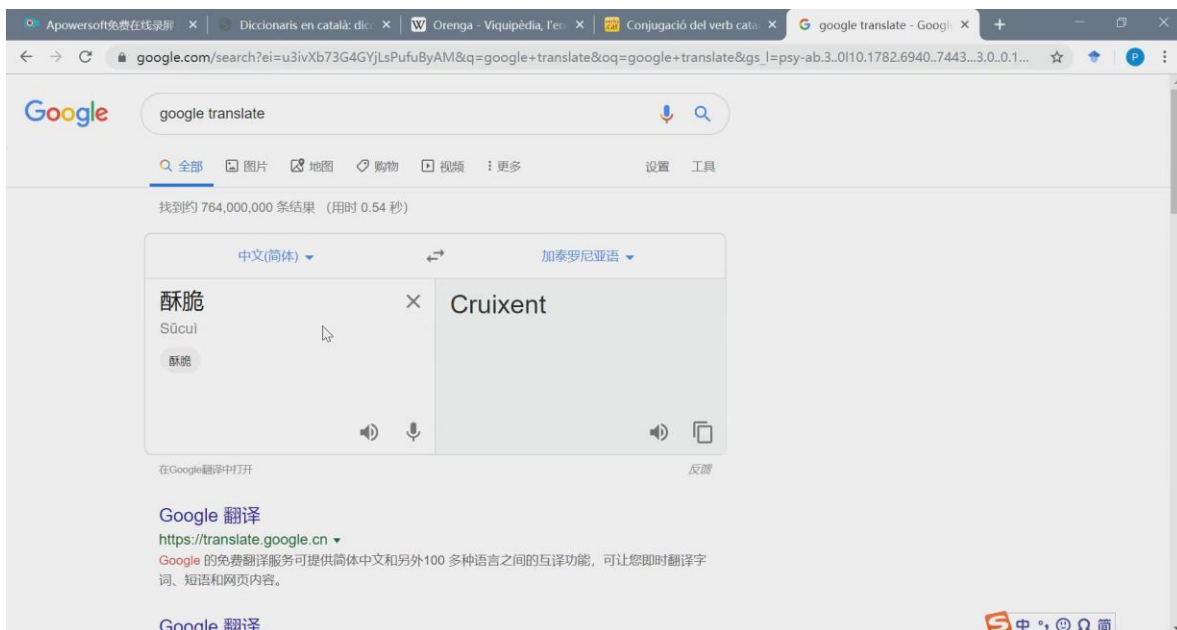 Apowersoft免费在线录屏
Diccionaris en català: dic
Orenga - Viquipèdia, l'en
Conjugació del verb cata
google translate - Googl
google.com/search?ei=u3ivXb73G4GYjLsPufuByAM&q=google+translate&oq=google+translate&gs_l=psy-ab.3..0l10.1782.6940..7443...3.0..0.1...
P
Google
google translate
全部 图片 地图 购物 视频 更多 设置 工具
找到约 764,000,000 条结果 (用时 0.54 秒)
中文(简体) 加泰罗尼亚语
酥脆 Cruixent
Sūcuì
酥脆
在Google翻译中打开 反馈
Google 翻译
https://translate.google.cn
Google 的免费翻译服务可提供简体中文和另外100 多种语言之间的互译功能，可让您即时翻译字
词、短语和网页内容。
Google 翻译
中 简